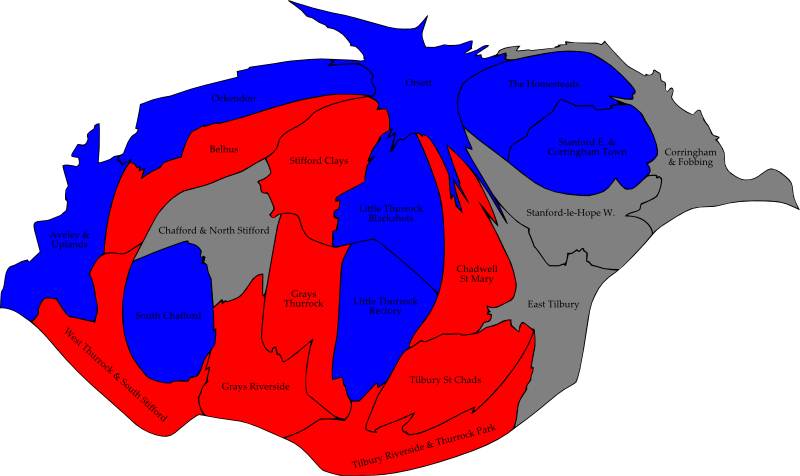 Orsett
The Homesteads
Ockendon
Belhus
Stifford Clays
Stanford E. &
Corringham Town
Corringham
& Fobbing
Little Thurrock
Blackshots
Stanford-le-Hope W.
Chafford & North Stifford
Aveley &
Uplands
Chadwell
St Mary
Grays
Thurrock
Little Thurrock
Rectory
East Tilbury
South Chafford
West Thurrock & South Stifford
Grays Riverside
Tilbury St Chads
Tilbury Riverside & Thurrock Park